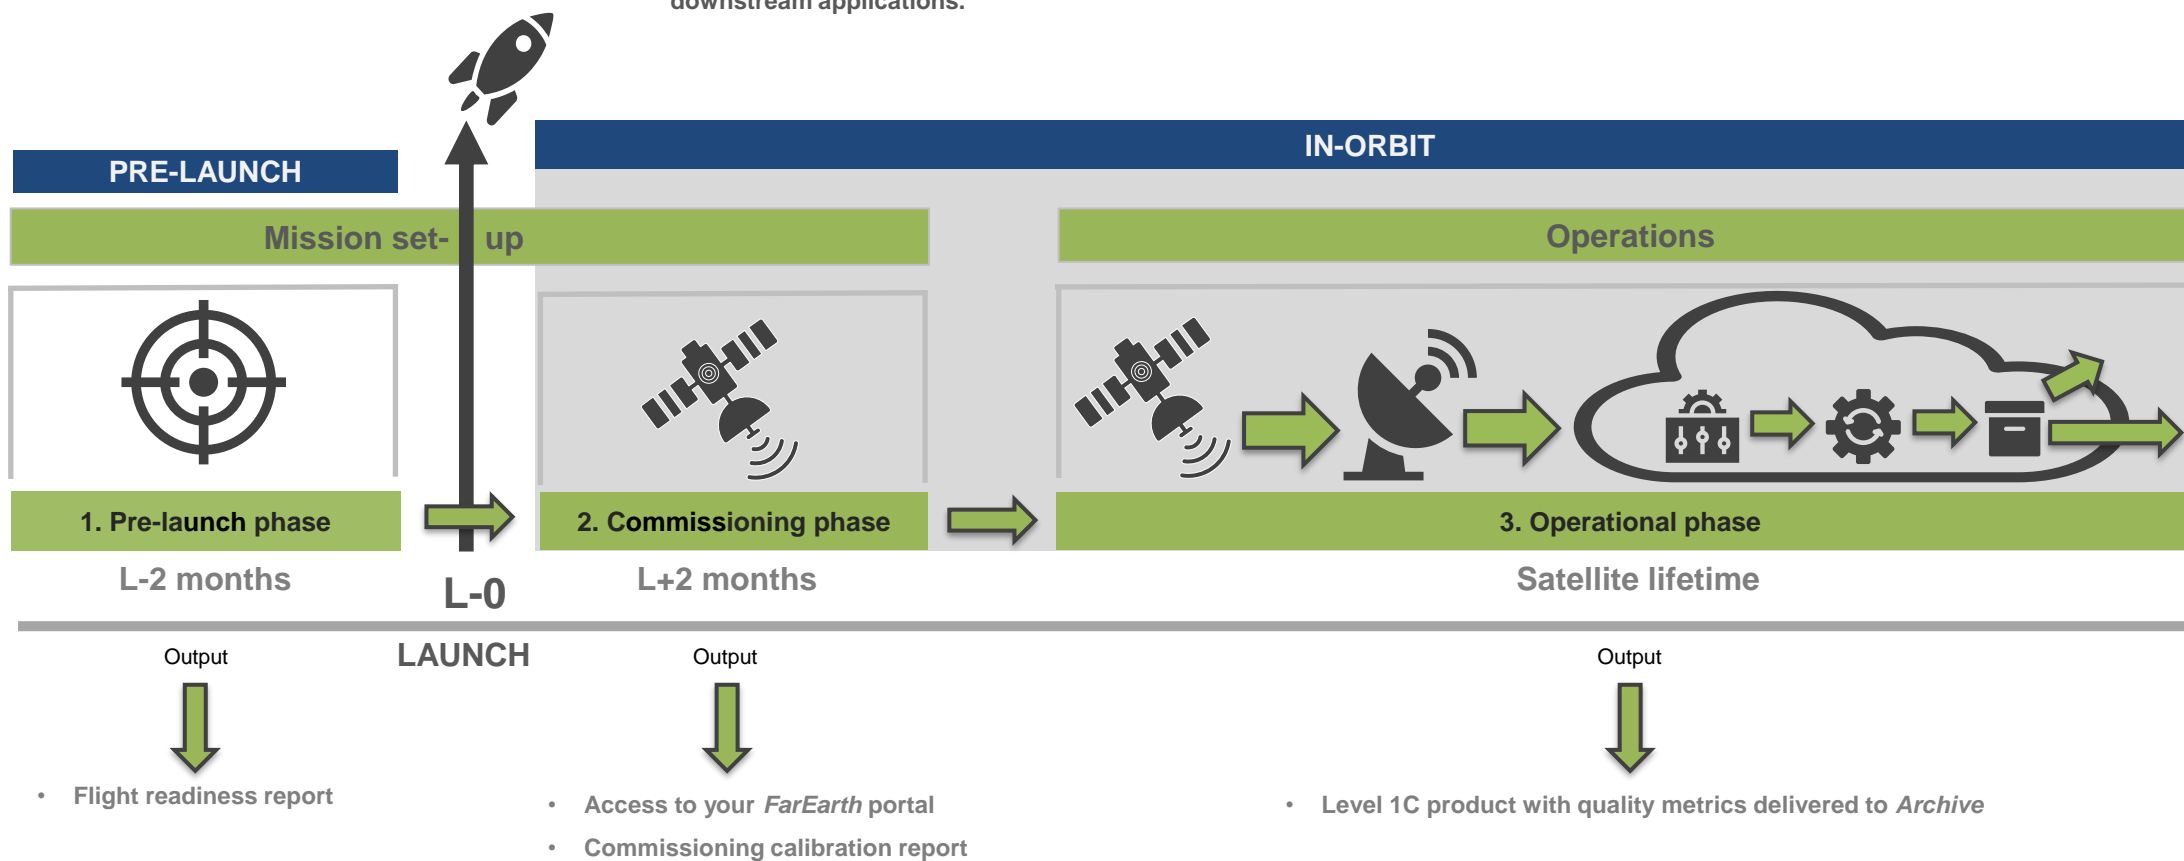 downstream applications.
IN-ORBIT
PRE-LAUNCH
Mission set-up
Operations
1. Pre-launch phase
2. Commissioning phase
3. Operational phase
L-2 months
L-0
L+2 months
Satellite lifetime
LAUNCH
Output
Output
Output
• Flight readiness report
• Access to your FarEarth portal
• Commissioning calibration report
• Level 1C product with quality metrics delivered to Archive